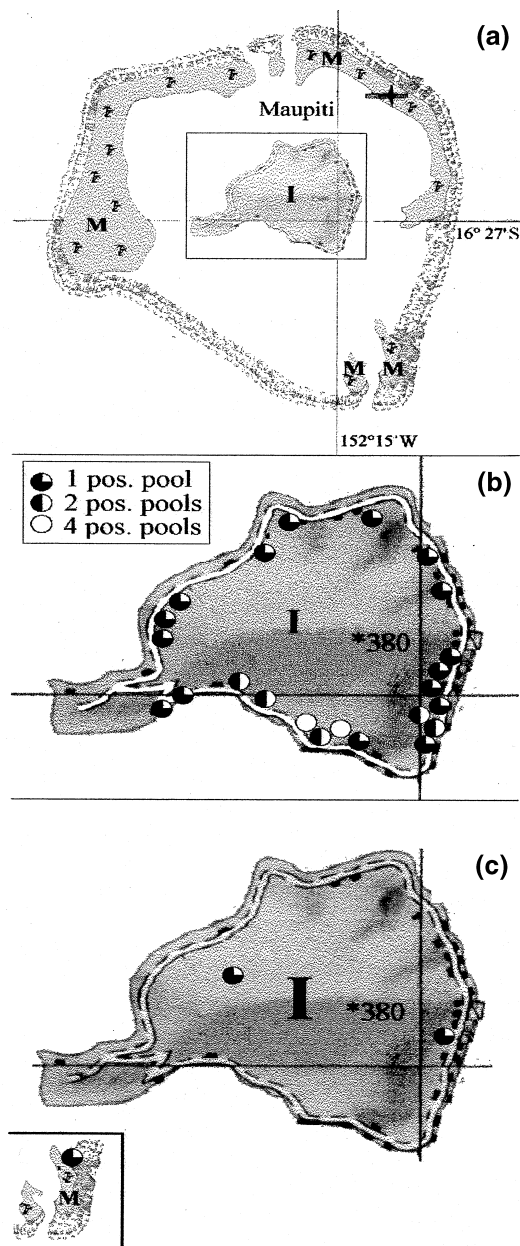 (a)
M
Maupiti
I
M
16° 27' S
M M
152° 15' W
(b)
1 pos. pool
2 pos. pools
4 pos. pools
I
*380
(c)
I
*380
M